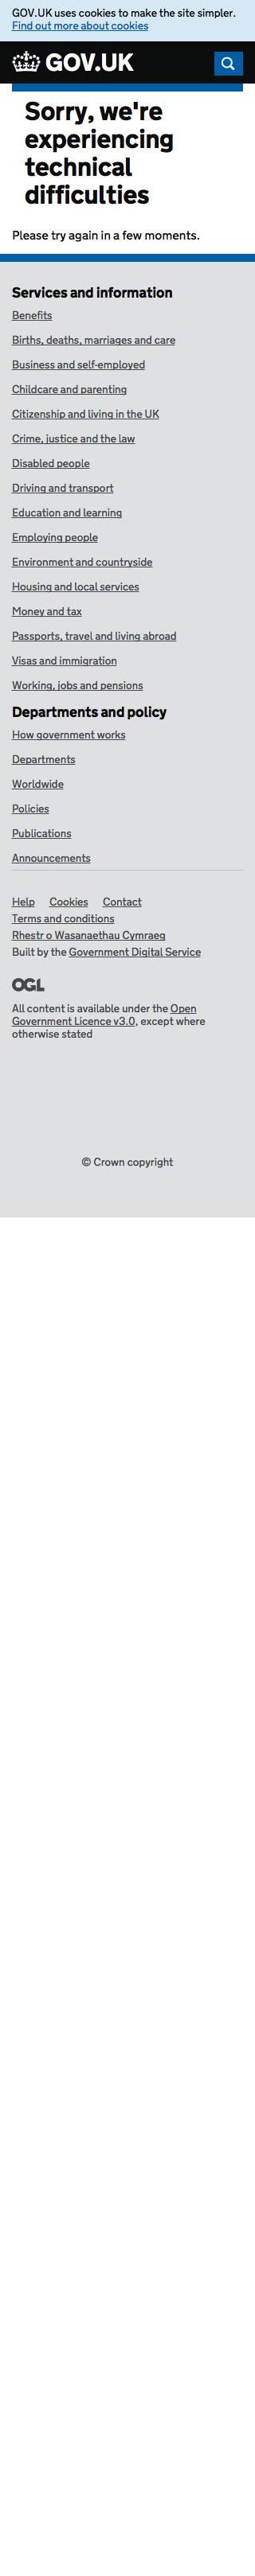 GOV.UK uses cookies to make the site simpler.
Find out more about cookies
GOV.UK
Sorry, we're
experiencing
technical
difficulties
Please try again in a few moments.
Services and information
Benefits
Births, deaths, marriages and care
Business and self-employed
Childcare and parenting
Citizenship and living in the UK
Crime, justice and the law
Disabled people
Driving and transport
Education and learning
Employing people
Environment and countryside
Housing and local services
Money and tax
Passports, travel and living abroad
Visas and immigration
Working, jobs and pensions
Departments and policy
How government works
Departments
Worldwide
Policies
Publications
Announcements
Help Cookies Contact
Terms and conditions
Rhestr o Wasanaethau Cymraeg
Built by the Government Digital Service
OGL
All content is available under the Open
Government Licence v3.0, except where
otherwise stated
© Crown copyright